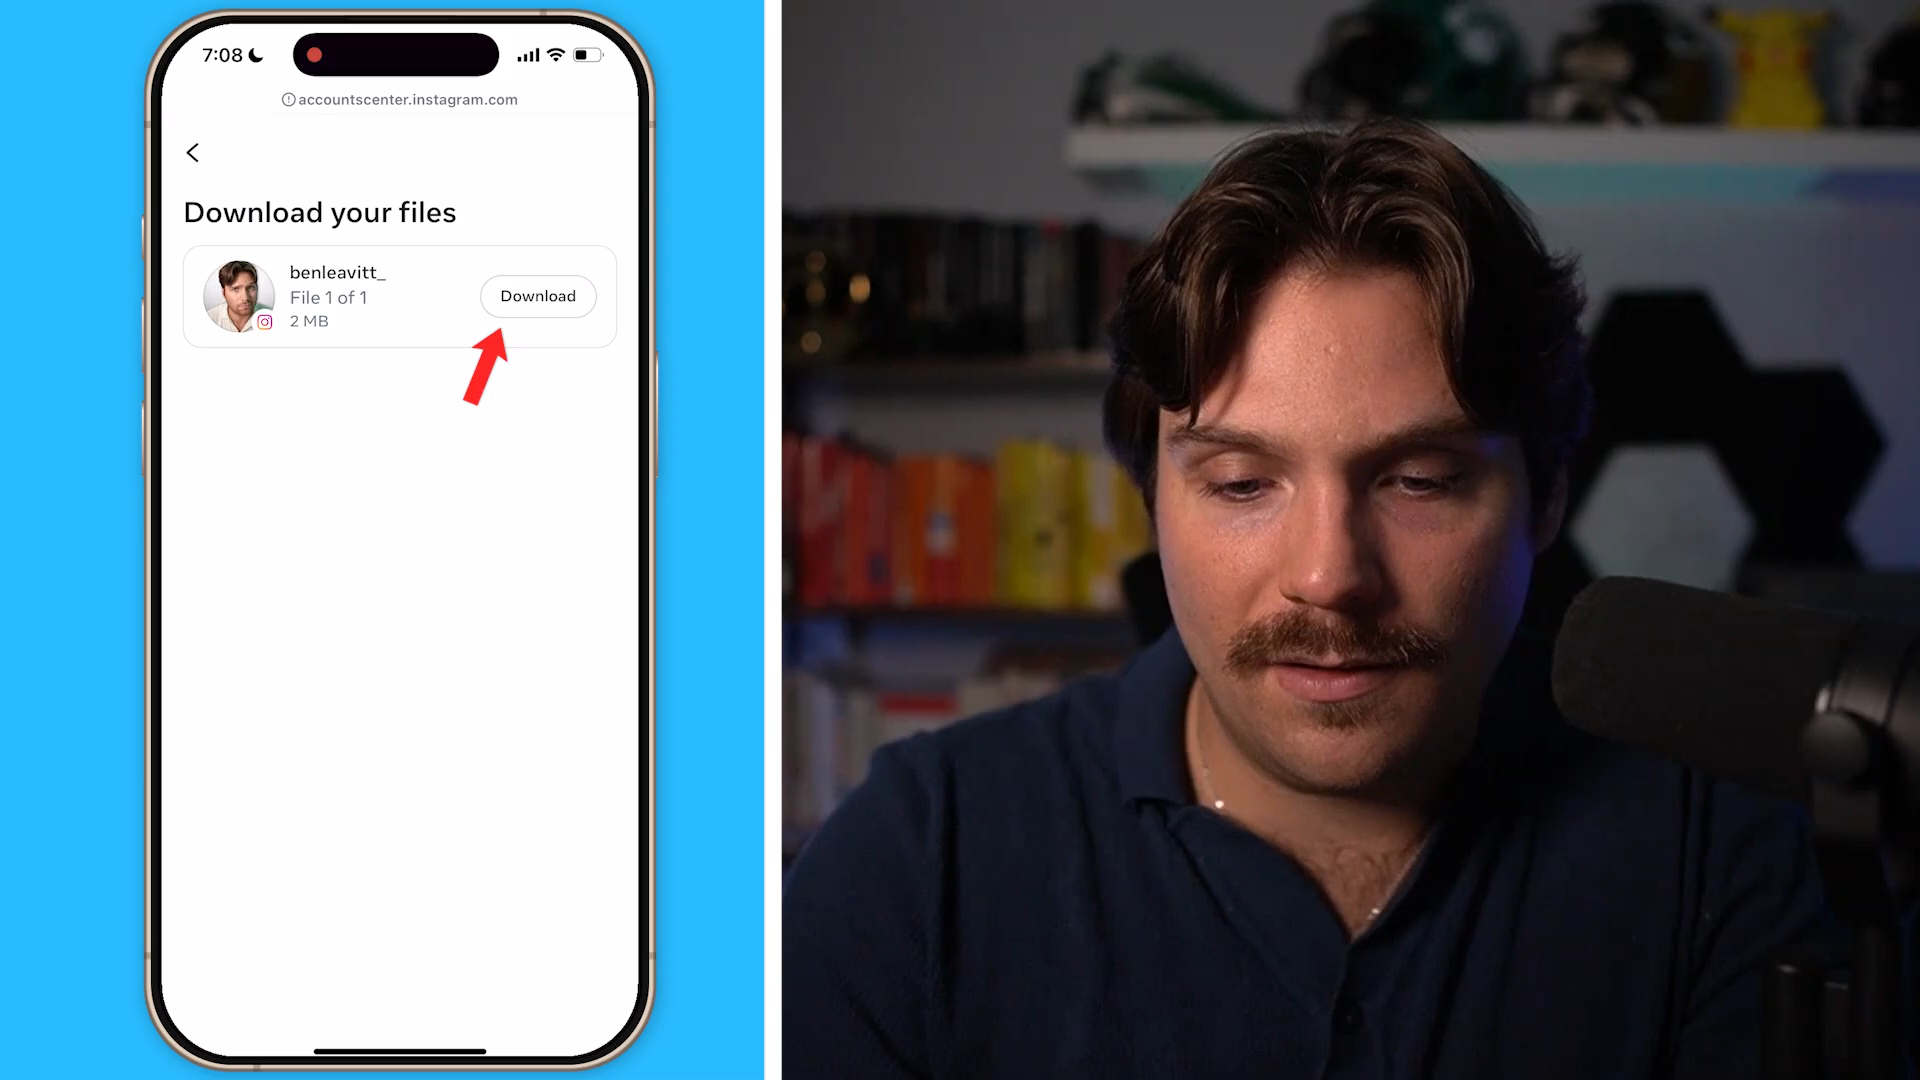 7:08
accountscenter.instagram.com
Download your files
benleavitt_
File 1 of 1
2 MB
Download